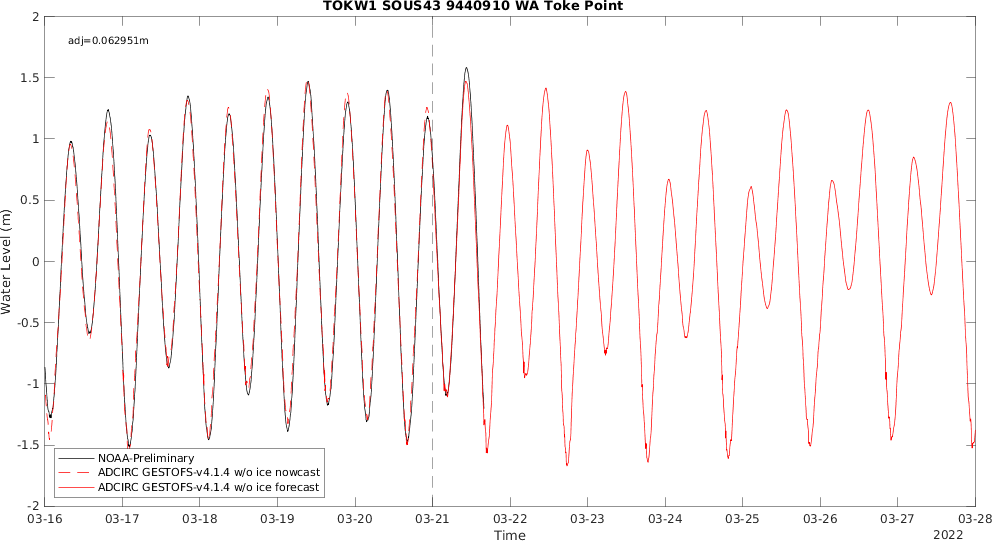 TOKW1 SOUS43 9440910 WA Toke Point
adj=0.062951m
2
1.5
1
0.5
0
-0.5
-1
-1.5
-2
Water Level (m)
NOAA-Preliminary
ADCIRC GESTOFS-v4.1.4 w/o ice nowcast
ADCIRC GESTOFS-v4.1.4 w/o ice forecast
03-16 03-17 03-18 03-19 03-20 03-21 03-22 03-23 03-24 03-25 03-26 03-27 03-28
Time
2022